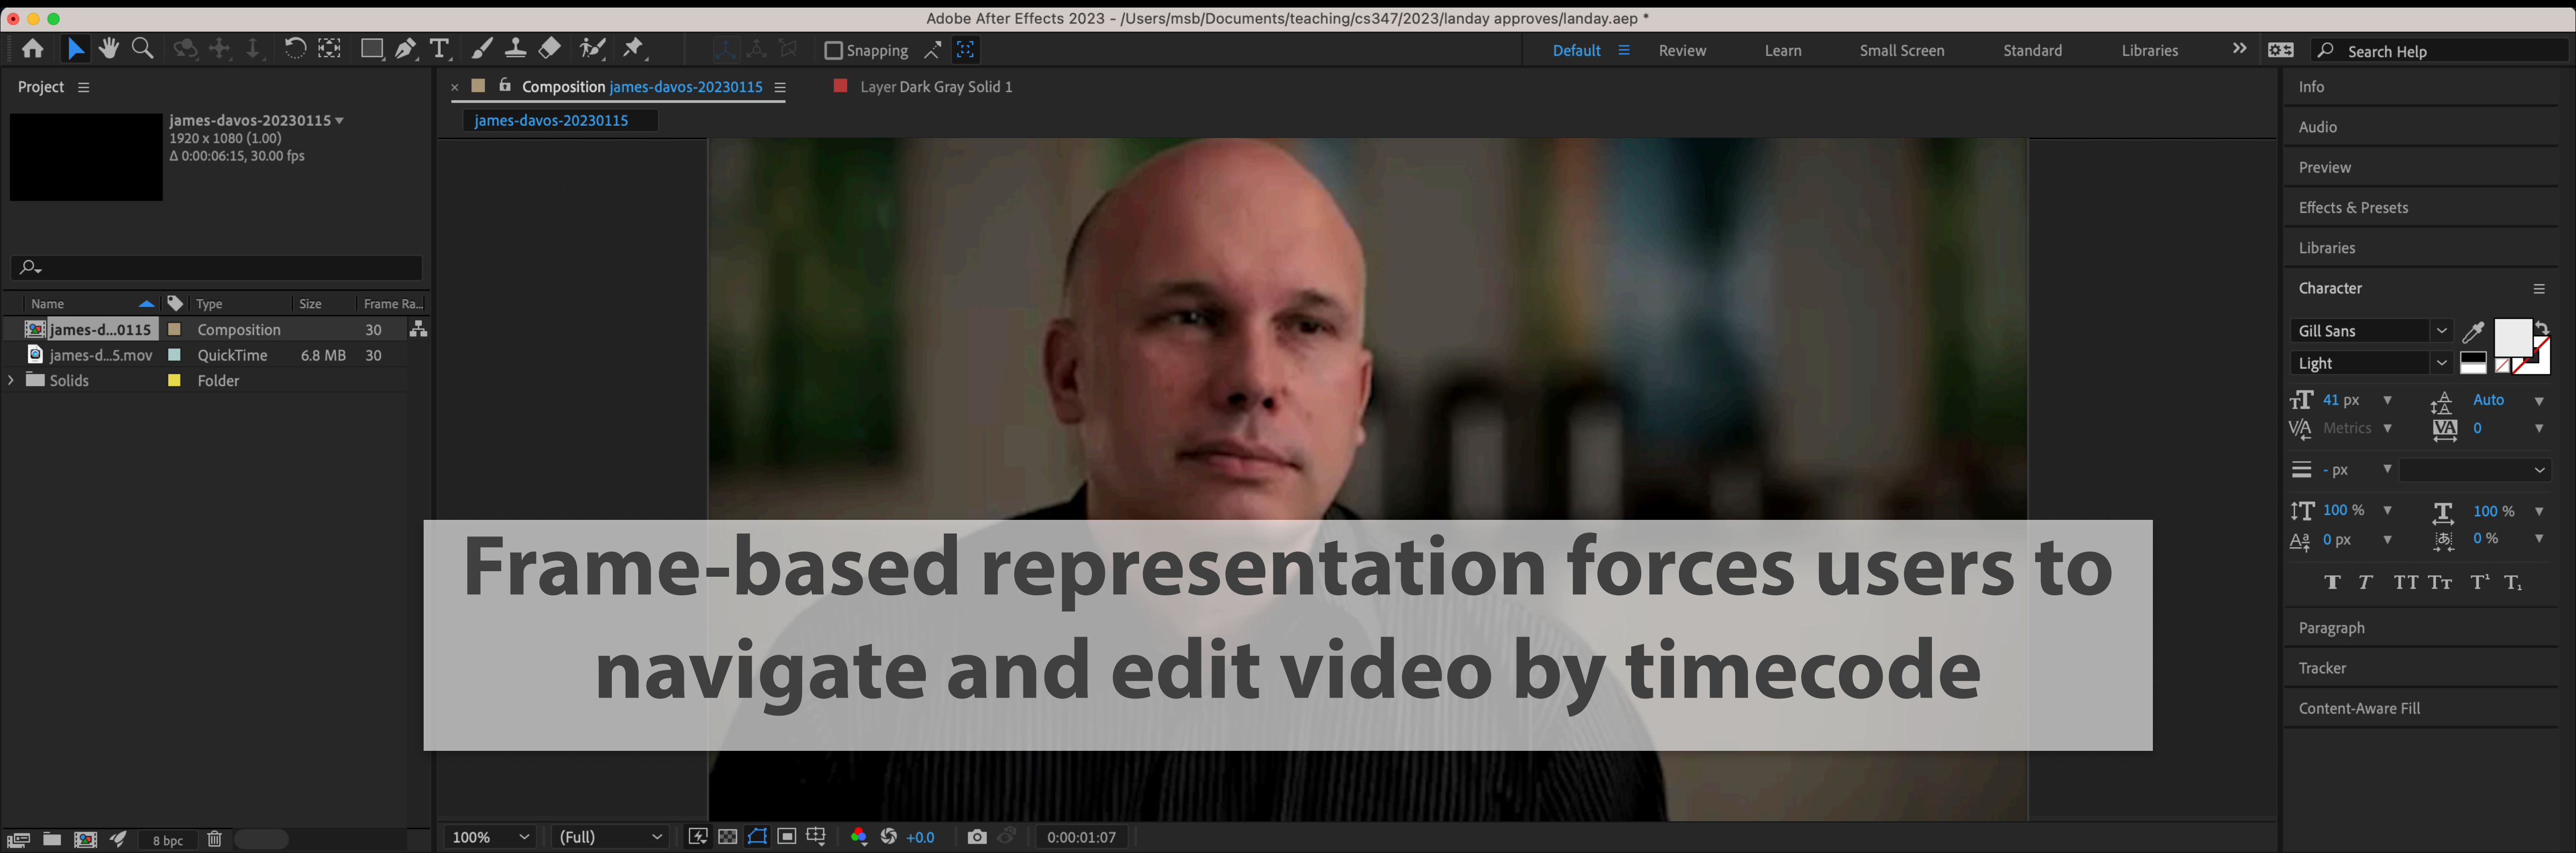 Adobe After Effects 2023 - /Users/msb/Documents/teaching/cs347/2023/landay approves/landay.aep *
T Snapping Default Review Learn Small Screen Standard Libraries Search Help
Project
james-davos-20230115
1920 x 1080 (1.00)
Δ 0:00:06:15, 30.00 fps
Name Type Size Frame Ra...
james-d...0115 Composition 30
james-d...5.mov QuickTime 6.8 MB 30
Solids Folder
8 bpc
× Composition james-davos-20230115 Layer Dark Gray Solid 1
james-davos-20230115
Frame-based representation forces users to
navigate and edit video by timecode
100% (Full) +0.0 0:00:01:07
Info
Audio
Preview
Effects & Presets
Libraries
Character
Gill Sans
Light
41 px Auto
Metrics 0
- px
100 % 100 %
0 px 0 %
T T TT Tт T¹ T₁
Paragraph
Tracker
Content-Aware Fill